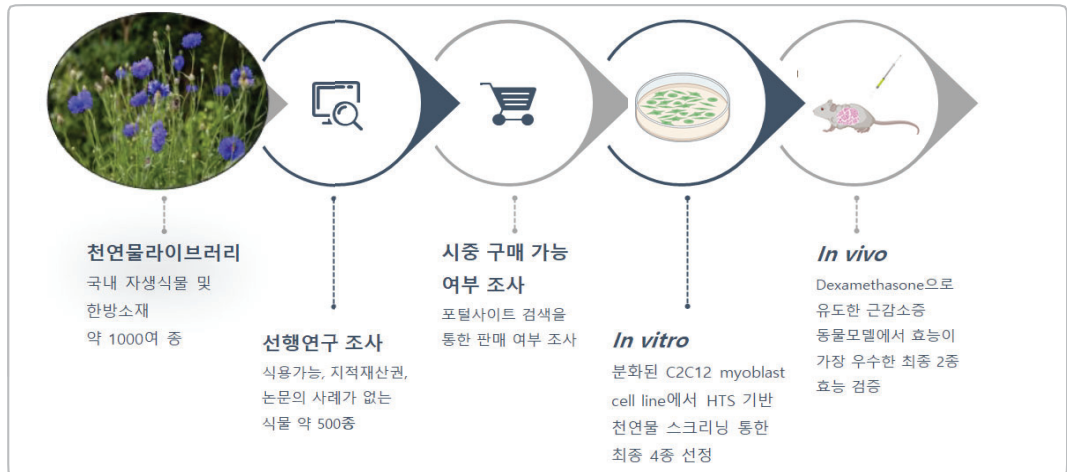 천연물라이브러리
국내 자생식물 및
한방소재
약 1000여 종
선행연구 조사
식용가능, 지적재산권,
논문의 사례가 없는
식물 약 500종
시중 구매 가능
여부 조사
포털사이트 검색을
통한 판매 여부 조사
In vitro
분화된 C2C12 myoblast
cell line에서 HTS 기반
천연물 스크리닝 통한
최종 4종 선정
In vivo
Dexamethasone으로
유도한 근감소증
동물모델에서 효능이
가장 우수한 최종 2종
효능 검증